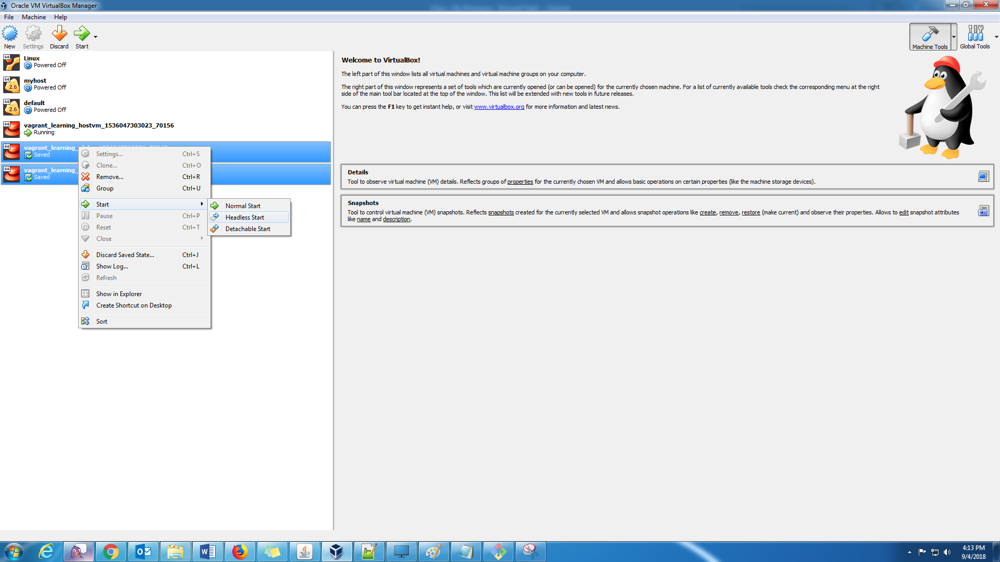 Oracle VM VirtualBox Manager
File Machine Help
New Settings Discard Start
Machine Tools Global Tools
64 Linux
Powered Off
64 2.6 myhost
Powered Off
64 2.6 default
Powered Off
64 vagrant_learning_hostvm_1536047303023_70156
Running
64 vagrant_learning_
Saved
64 vagrant_learning_
Saved
Settings... Ctrl+S
Clone... Ctrl+O
Remove... Ctrl+R
Group Ctrl+U
Start
Pause Ctrl+P
Reset Ctrl+T
Close
Discard Saved State... Ctrl+J
Show Log... Ctrl+L
Refresh
Show in Explorer
Create Shortcut on Desktop
Sort
Normal Start
Headless Start
Detachable Start
Welcome to VirtualBox!
The left part of this window lists all virtual machines and virtual machine groups on your computer.
The right part of this window represents a set of tools which are currently opened (or can be opened) for the currently chosen machine. For a list of currently available tools check the corresponding menu at the right
side of the main tool bar located at the top of the window. This list will be extended with new tools in future releases.
You can press the F1 key to get instant help, or visit www.virtualbox.org for more information and latest news.
Details
Tool to observe virtual machine (VM) details. Reflects groups of properties for the currently chosen VM and allows basic operations on certain properties (like the machine storage devices).
Snapshots
Tool to control virtual machine (VM) snapshots. Reflects snapshots created for the currently selected VM and allows snapshot operations like create, remove, restore (make current) and observe their properties. Allows to edit snapshot attributes
like name and description.
4:13 PM
9/4/2018